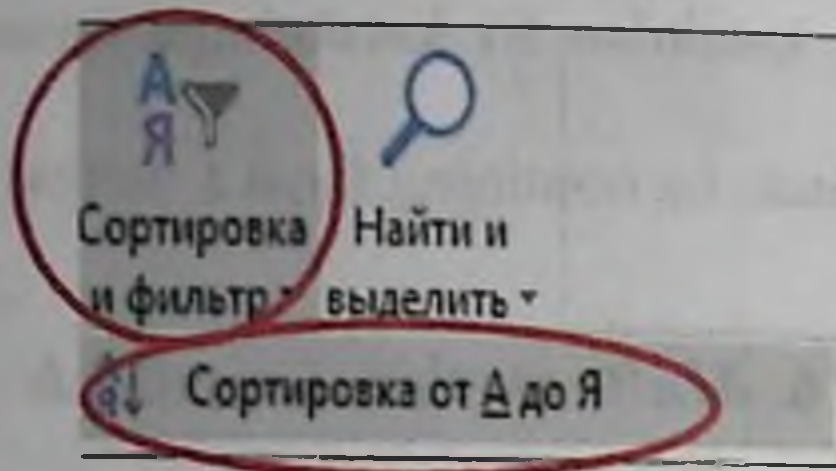 А
Я
Сортировка
и фильтр
Найти и
выделить
Сортировка от А до Я